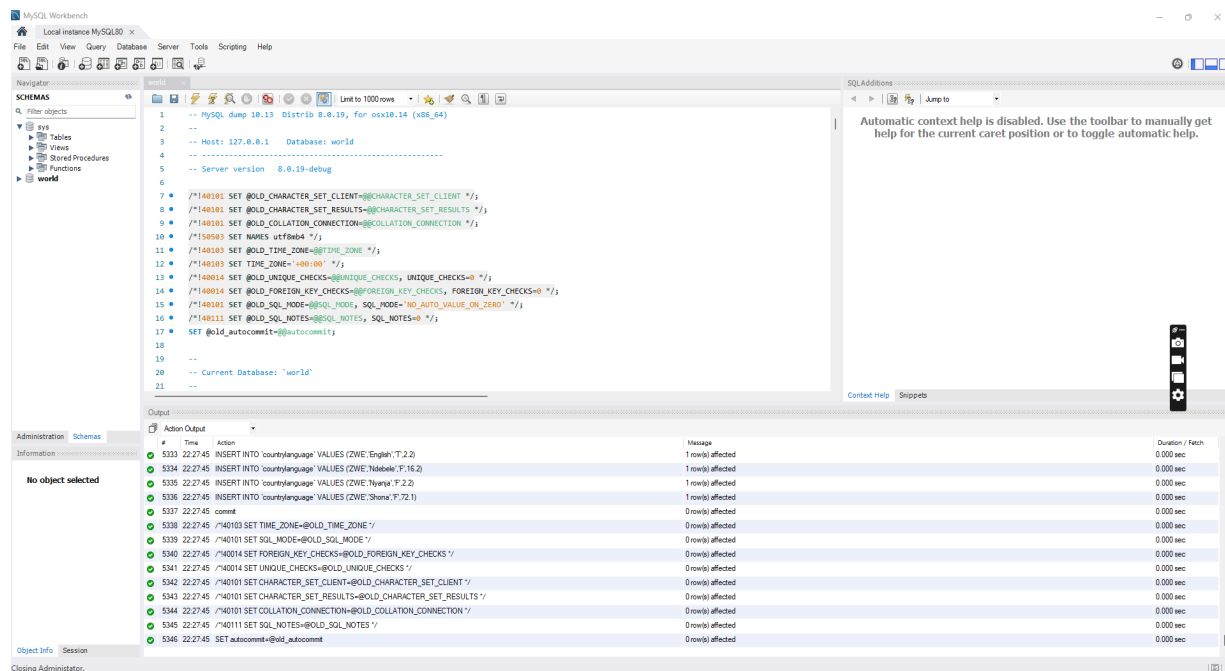 MySQL Workbench
Local instance MySQL80 ×
File Edit View Query Database Server Tools Scripting Help
Navigator
SCHEMAS
Filter objects
sys
Tables
Views
Stored Procedures
Functions
world
Administration Schemas
Information
No object selected
Object Info Session
world
Limit to 1000 rows
1 -- MySQL dump 10.13 Distrib 8.0.19, for osx10.14 (x86_64)
2 --
3 -- Host: 127.0.0.1 Database: world
4 -- ------------------------------------------------------
5 -- Server version 8.0.19-debug
6
7 /*!40101 SET @OLD_CHARACTER_SET_CLIENT=@@CHARACTER_SET_CLIENT */;
8 /*!40101 SET @OLD_CHARACTER_SET_RESULTS=@@CHARACTER_SET_RESULTS */;
9 /*!40101 SET @OLD_COLLATION_CONNECTION=@@COLLATION_CONNECTION */;
10 /*!50503 SET NAMES utf8mb4 */;
11 /*!40103 SET @OLD_TIME_ZONE=@@TIME_ZONE */;
12 /*!40103 SET TIME_ZONE='+00:00' */;
13 /*!40014 SET @OLD_UNIQUE_CHECKS=@@UNIQUE_CHECKS, UNIQUE_CHECKS=0 */;
14 /*!40014 SET @OLD_FOREIGN_KEY_CHECKS=@@FOREIGN_KEY_CHECKS, FOREIGN_KEY_CHECKS=0 */;
15 /*!40101 SET @OLD_SQL_MODE=@@SQL_MODE, SQL_MODE='NO_AUTO_VALUE_ON_ZERO' */;
16 /*!40111 SET @OLD_SQL_NOTES=@@SQL_NOTES, SQL_NOTES=0 */;
17 SET @old_autocommit=@@autocommit;
18
19 --
20 -- Current Database: `world`
21 --
SQLAdditions
Jump to
Automatic context help is disabled. Use the toolbar to manually get
help for the current caret position or to toggle automatic help.
Context Help Snippets
Output
Action Output
# Time Action Message Duration / Fetch
5333 22:27:45 INSERT INTO `countrylanguage` VALUES ('ZWE','English','T',2.2) 1 row(s) affected 0.000 sec
5334 22:27:45 INSERT INTO `countrylanguage` VALUES ('ZWE','Ndebele','F',16.2) 1 row(s) affected 0.000 sec
5335 22:27:45 INSERT INTO `countrylanguage` VALUES ('ZWE','Nyanja','F',2.2) 1 row(s) affected 0.000 sec
5336 22:27:45 INSERT INTO `countrylanguage` VALUES ('ZWE','Shona','F',72.1) 1 row(s) affected 0.000 sec
5337 22:27:45 commit 0 row(s) affected 0.000 sec
5338 22:27:45 /*!40103 SET TIME_ZONE=@OLD_TIME_ZONE */ 0 row(s) affected 0.000 sec
5339 22:27:45 /*!40101 SET SQL_MODE=@OLD_SQL_MODE */ 0 row(s) affected 0.000 sec
5340 22:27:45 /*!40014 SET FOREIGN_KEY_CHECKS=@OLD_FOREIGN_KEY_CHECKS */ 0 row(s) affected 0.000 sec
5341 22:27:45 /*!40014 SET UNIQUE_CHECKS=@OLD_UNIQUE_CHECKS */ 0 row(s) affected 0.000 sec
5342 22:27:45 /*!40101 SET CHARACTER_SET_CLIENT=@OLD_CHARACTER_SET_CLIENT */ 0 row(s) affected 0.000 sec
5343 22:27:45 /*!40101 SET CHARACTER_SET_RESULTS=@OLD_CHARACTER_SET_RESULTS */ 0 row(s) affected 0.000 sec
5344 22:27:45 /*!40101 SET COLLATION_CONNECTION=@OLD_COLLATION_CONNECTION */ 0 row(s) affected 0.000 sec
5345 22:27:45 /*!40111 SET SQL_NOTES=@OLD_SQL_NOTES */ 0 row(s) affected 0.000 sec
5346 22:27:45 SET autocommit=@old_autocommit 0 row(s) affected 0.000 sec
Closing Administator.